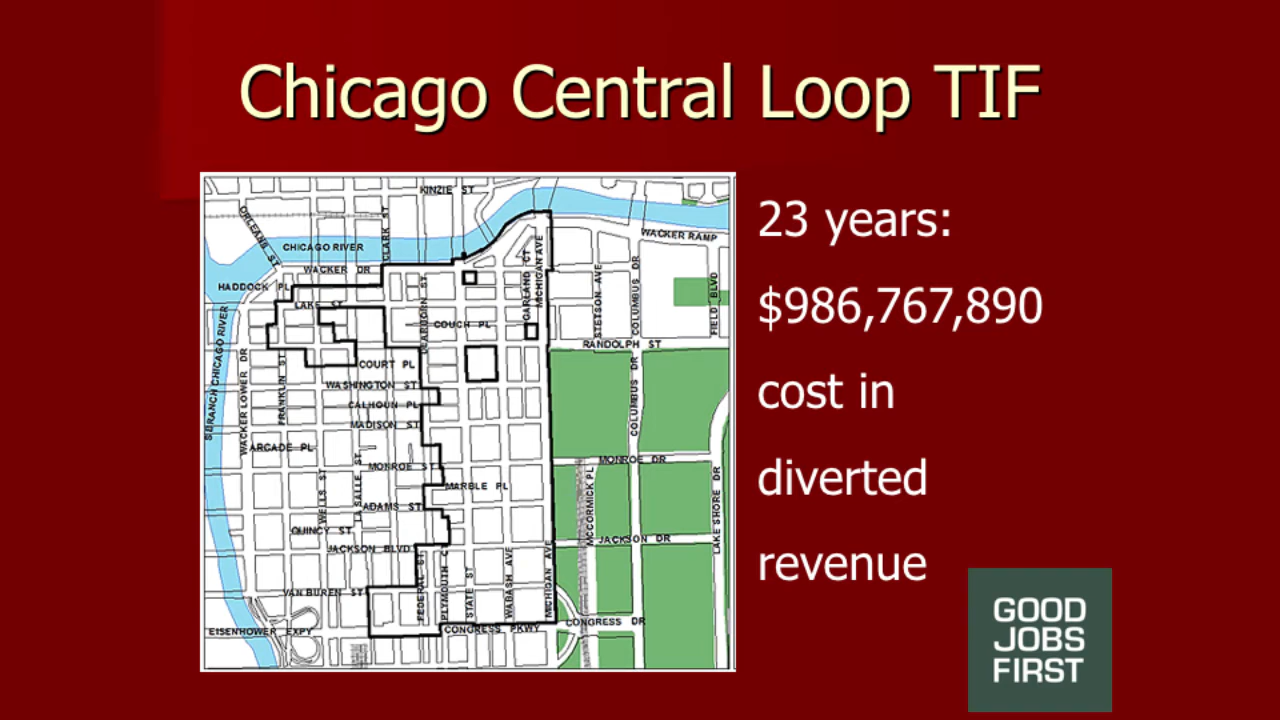 Chicago Central Loop TIF
KINZIE ST
ORLEANS ST
CLARK ST
CHICAGO RIVER
WACKER DR
WACKER RAMP
HADDOCK PL
LAKE ST
GARLAND CT
MICHIGAN AVE
STETSON AVE
COLUMBUS DR
FIELD BLVD
DEARBORN ST
COUCH PL
RANDOLPH ST
S BRANCH CHICAGO RIVER
WACKER LOWER DR
FRANKLIN ST
COURT PL
WASHINGTON ST
CALHOUN PL
MADISON ST
COLUMBUS DR
ARCADE PL
MONROE ST
MONROE DR
WELLS ST
LA SALLE ST
MARBLE PL
MCCORMICK PL
LAKE SHORE DR
ADAMS ST
QUINCY ST
JACKSON BLVD
JACKSON DR
FEDERAL ST
PLYMOUTH C
STATE ST
WABASH AVE
MICHIGAN AVE
VAN BUREN ST
EISENHOWER EXPY
CONGRESS PKWY
CONGRESS DR
23 years:
$986,767,890
cost in
diverted
revenue
GOOD
JOBS
FIRST